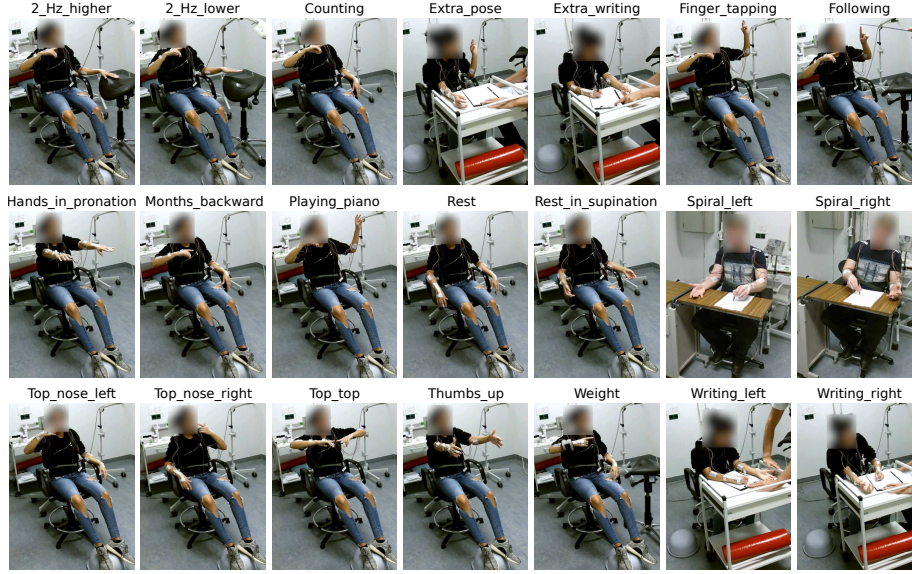 2_Hz_higher 2_Hz_lower Counting Extra_pose Extra_writing Finger_tapping Following
Hands_in_pronation Months_backward Playing_piano Rest Rest_in_supination Spiral_left Spiral_right
Top_nose_left Top_nose_right Top_top Thumbs_up Weight Writing_left Writing_right